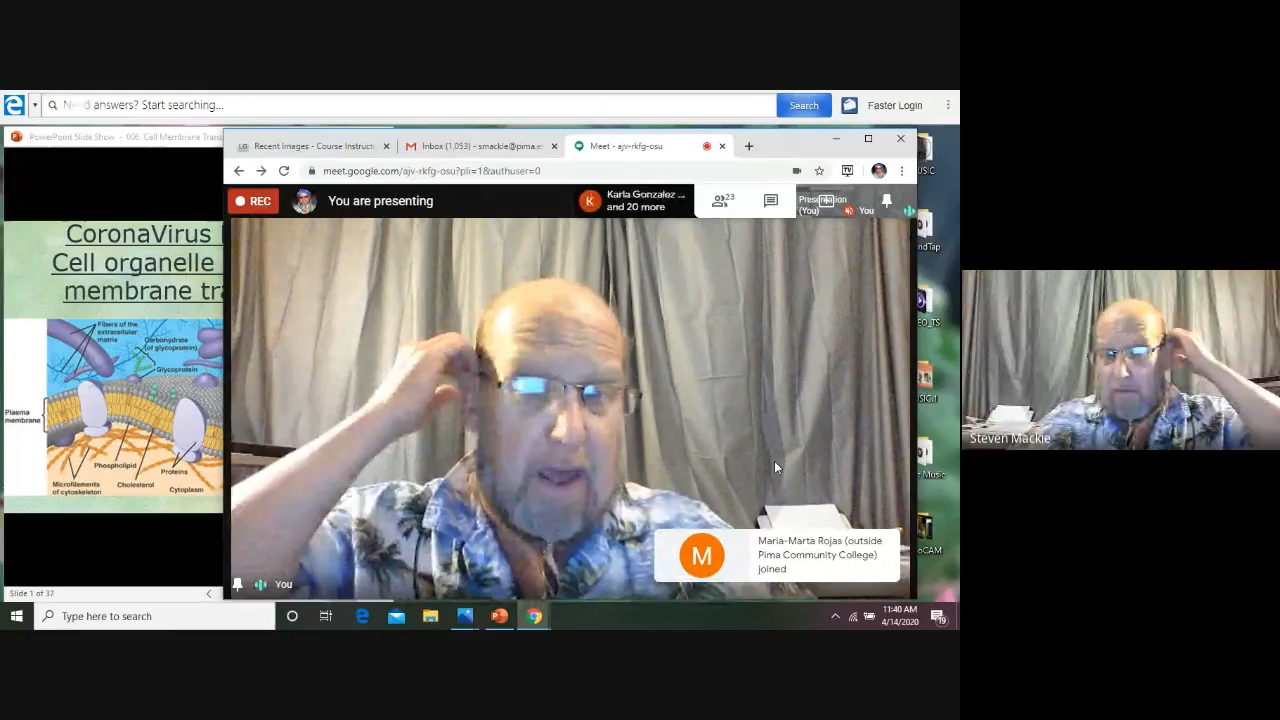 answers? Start searching...
Search
Faster Login
PowerPoint Slide Show - 006. Cell Membrane Trans
Recent Images - Course Instructi
Inbox (1,053) - smackie@pima.e
Meet - ajv-rkfg-osu
meet.google.com/ajv-rkfg-osu?pli=1&authuser=0
REC
You are presenting
K
Karla Gonzalez ...
and 20 more
23
Presentation
(You)
You
CoronaVirus
Cell organelle
membrane tra
Fibers of the
extracellular
matrix
Carbohydrate
(of glycoprotein)
Glycoprotein
Plasma
membrane
Phospholipid
Proteins
Microfilaments
of cytoskeleton
Cholesterol
Cytoplasm
M
Maria-Marta Rojas (outside
Pima Community College)
joined
You
Steven Mackie
Slide 1 of 37
Type here to search
11:40 AM
4/14/2020
19